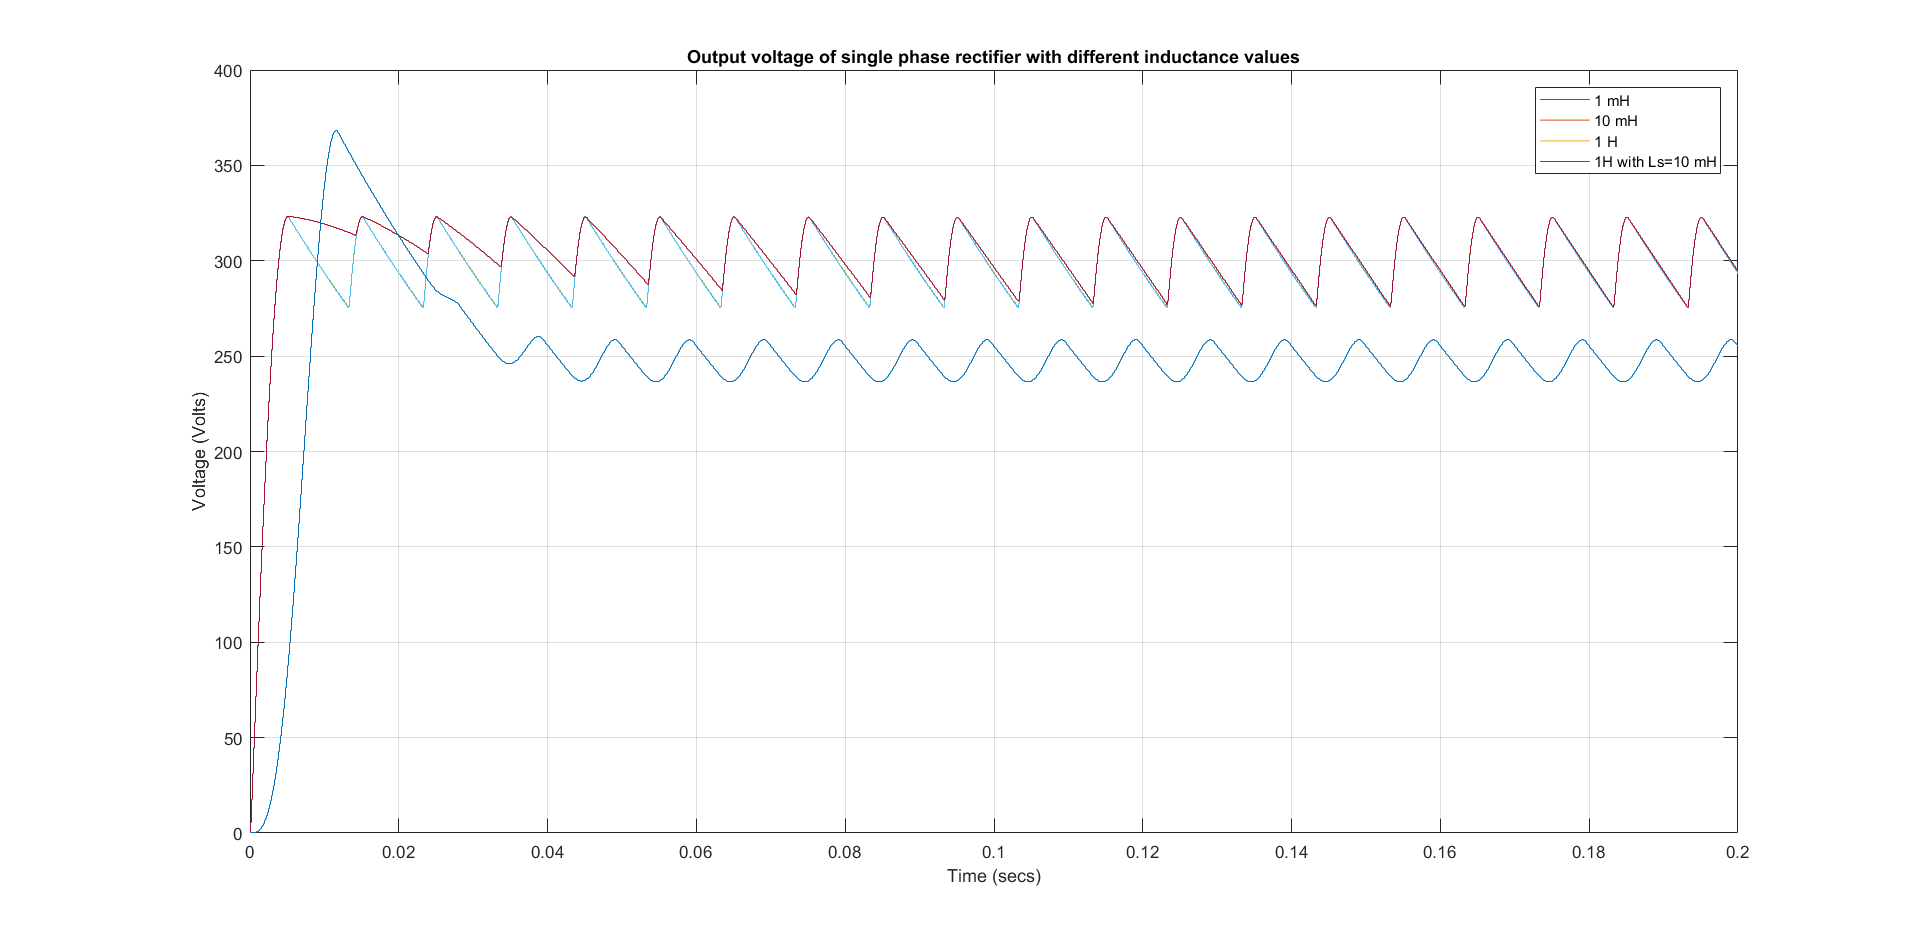 Output voltage of single phase rectifier with different inductance values
400
350
300
250
200
150
100
50
0
Voltage (Volts)
1 mH
10 mH
1 H
1H with Ls=10 mH
0 0.02 0.04 0.06 0.08 0.1 0.12 0.14 0.16 0.18 0.2
Time (secs)